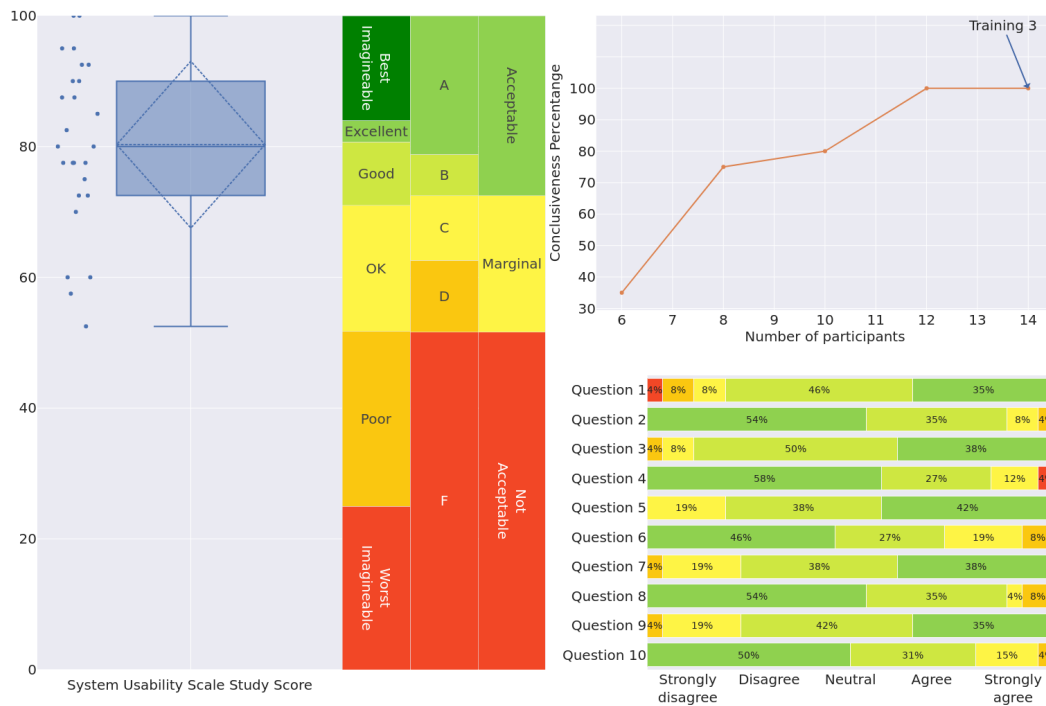 100
80
60
40
20
0
System Usability Scale Study Score
Best
Imagineable
Excellent
Good
OK
Poor
Worst
Imagineable
A
B
C
D
F
Acceptable
Marginal
Not
Acceptable
Training 3
Conclusiveness Percentange
100
90
80
70
60
50
40
30
6 7 8 9 10 11 12 13 14
Number of participants
Question 1 4% 8% 8% 46% 35%
Question 2 54% 35% 8% 4%
Question 3 4% 8% 50% 38%
Question 4 58% 27% 12% 4%
Question 5 19% 38% 42%
Question 6 46% 27% 19% 8%
Question 7 4% 19% 38% 38%
Question 8 54% 35% 4% 8%
Question 9 4% 19% 42% 35%
Question 10 50% 31% 15% 4%
Strongly
disagree
Disagree
Neutral
Agree
Strongly
agree